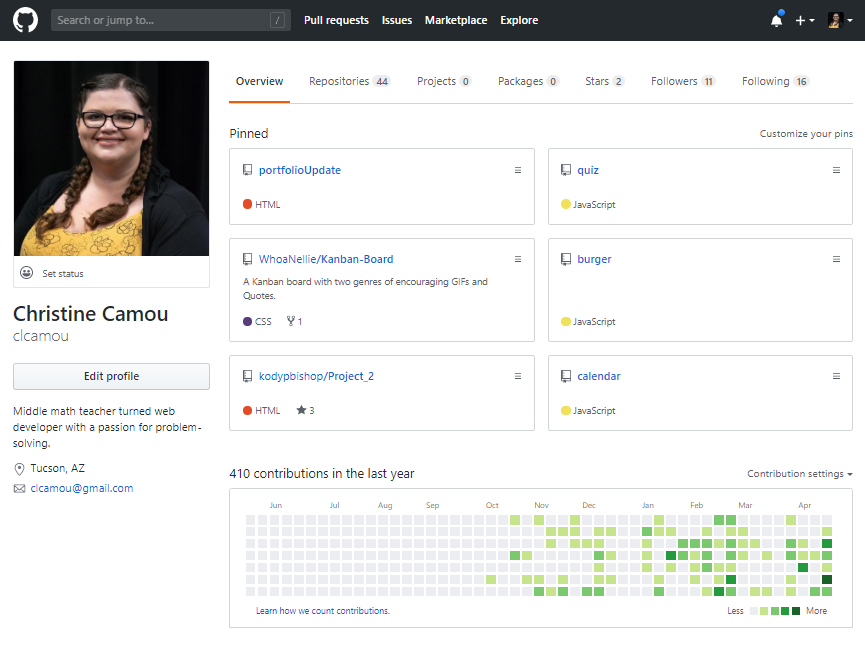 Search or jump to... /
Pull requests Issues Marketplace Explore
Set status
Christine Camou
clcamou
Edit profile
Middle math teacher turned web
developer with a passion for problem-
solving.
Tucson, AZ
clcamou@gmail.com
Overview Repositories 44 Projects 0 Packages 0 Stars 2 Followers 11 Following 16
Pinned Customize your pins
portfolioUpdate
HTML
quiz
JavaScript
WhoaNellie/Kanban-Board
A Kanban board with two genres of encouraging GIFs and
Quotes.
CSS 1
burger
JavaScript
kodypbishop/Project_2
HTML 3
calendar
JavaScript
410 contributions in the last year Contribution settings
Jun Jul Aug Sep Oct Nov Dec Jan Feb Mar Apr
Learn how we count contributions. Less More